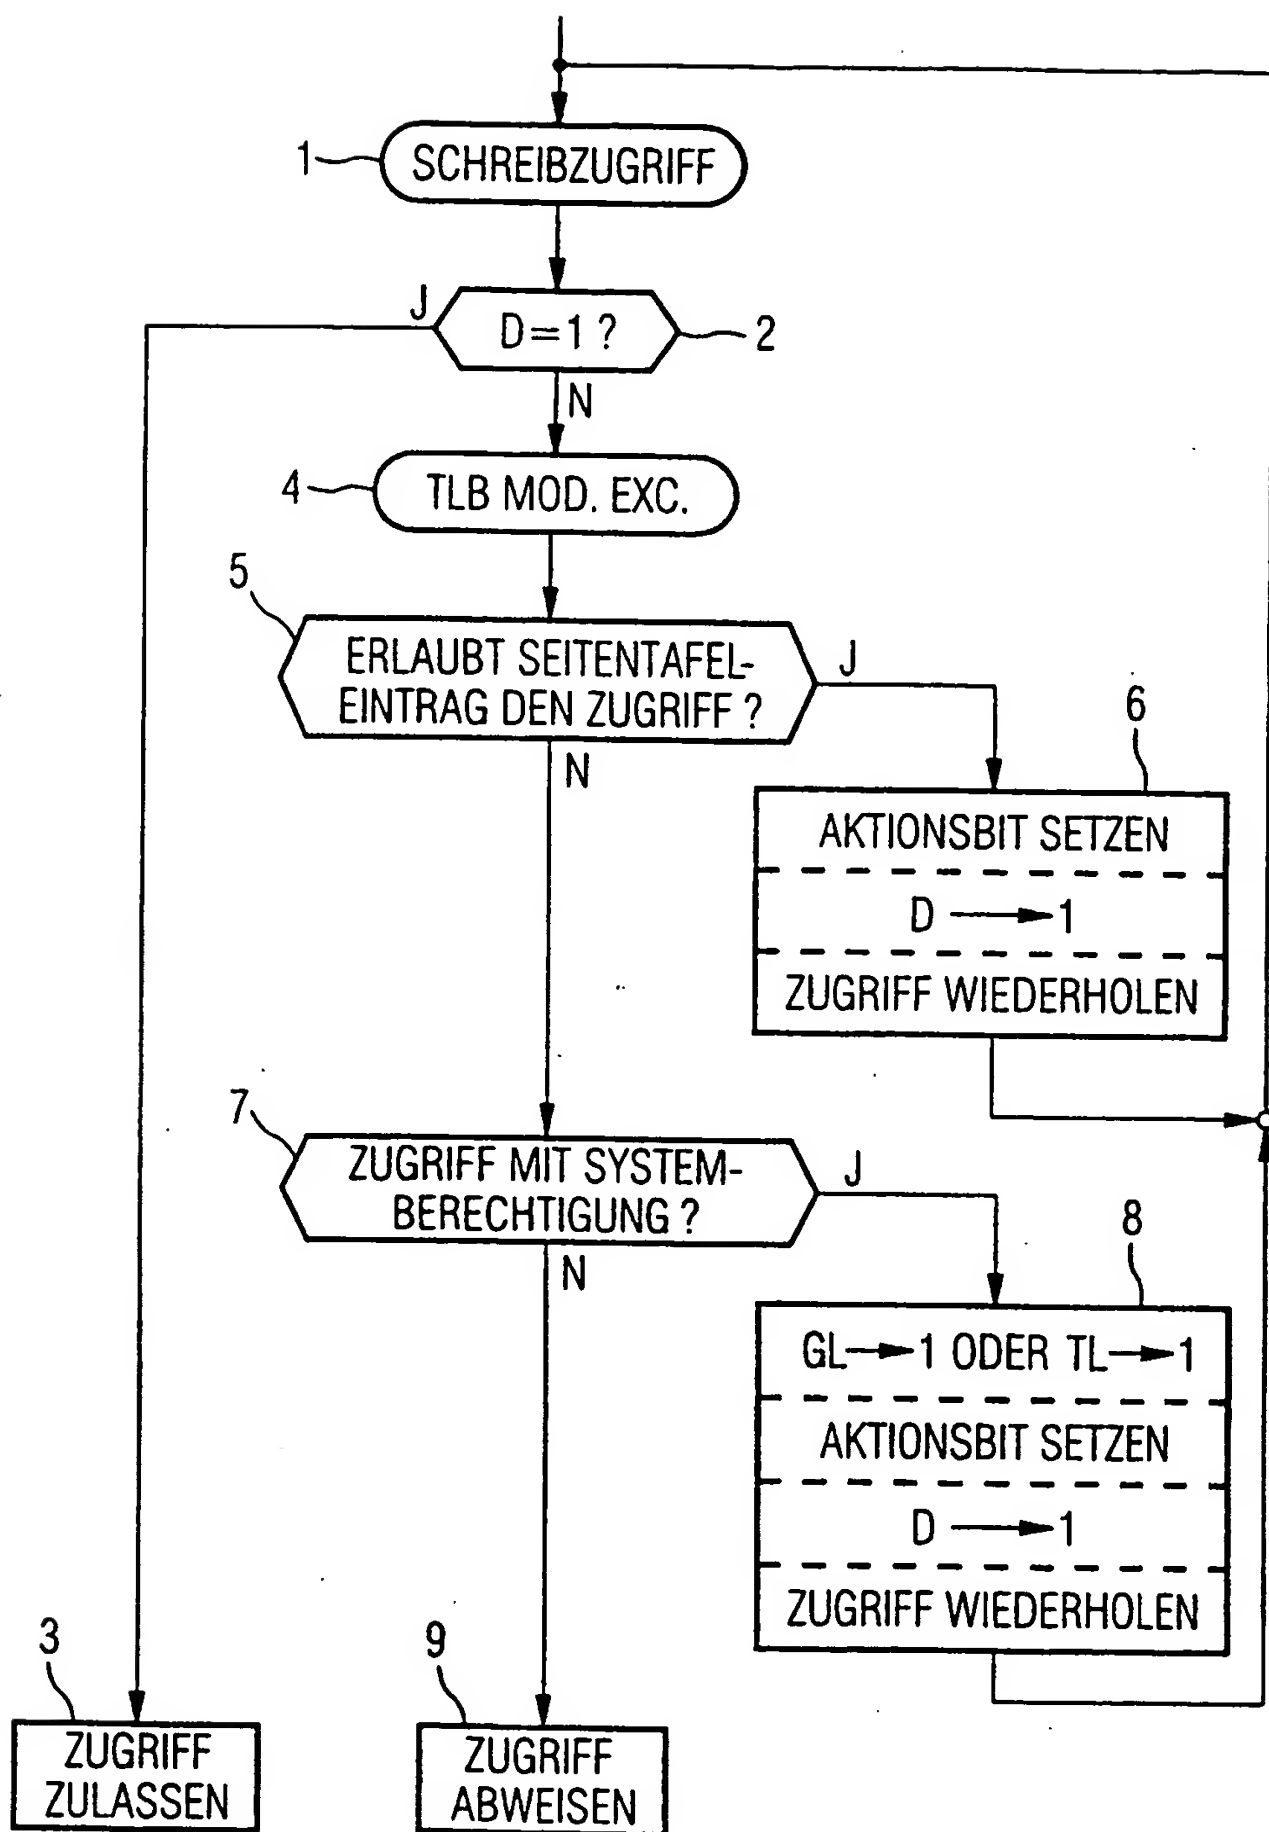 1
SCHREIBZUGRIFF
J
D=1 ?
2
N
4
TLB MOD. EXC.
5
ERLAUBT SEITENTAFEL-
EINTRAG DEN ZUGRIFF ?
J
N
6
AKTIONSBIT SETZEN
D → 1
ZUGRIFF WIEDERHOLEN
7
ZUGRIFF MIT SYSTEM-
BERECHTIGUNG ?
J
N
8
GL→1 ODER TL→1
AKTIONSBIT SETZEN
D → 1
ZUGRIFF WIEDERHOLEN
3
ZUGRIFF
ZULASSEN
9
ZUGRIFF
ABWEISEN